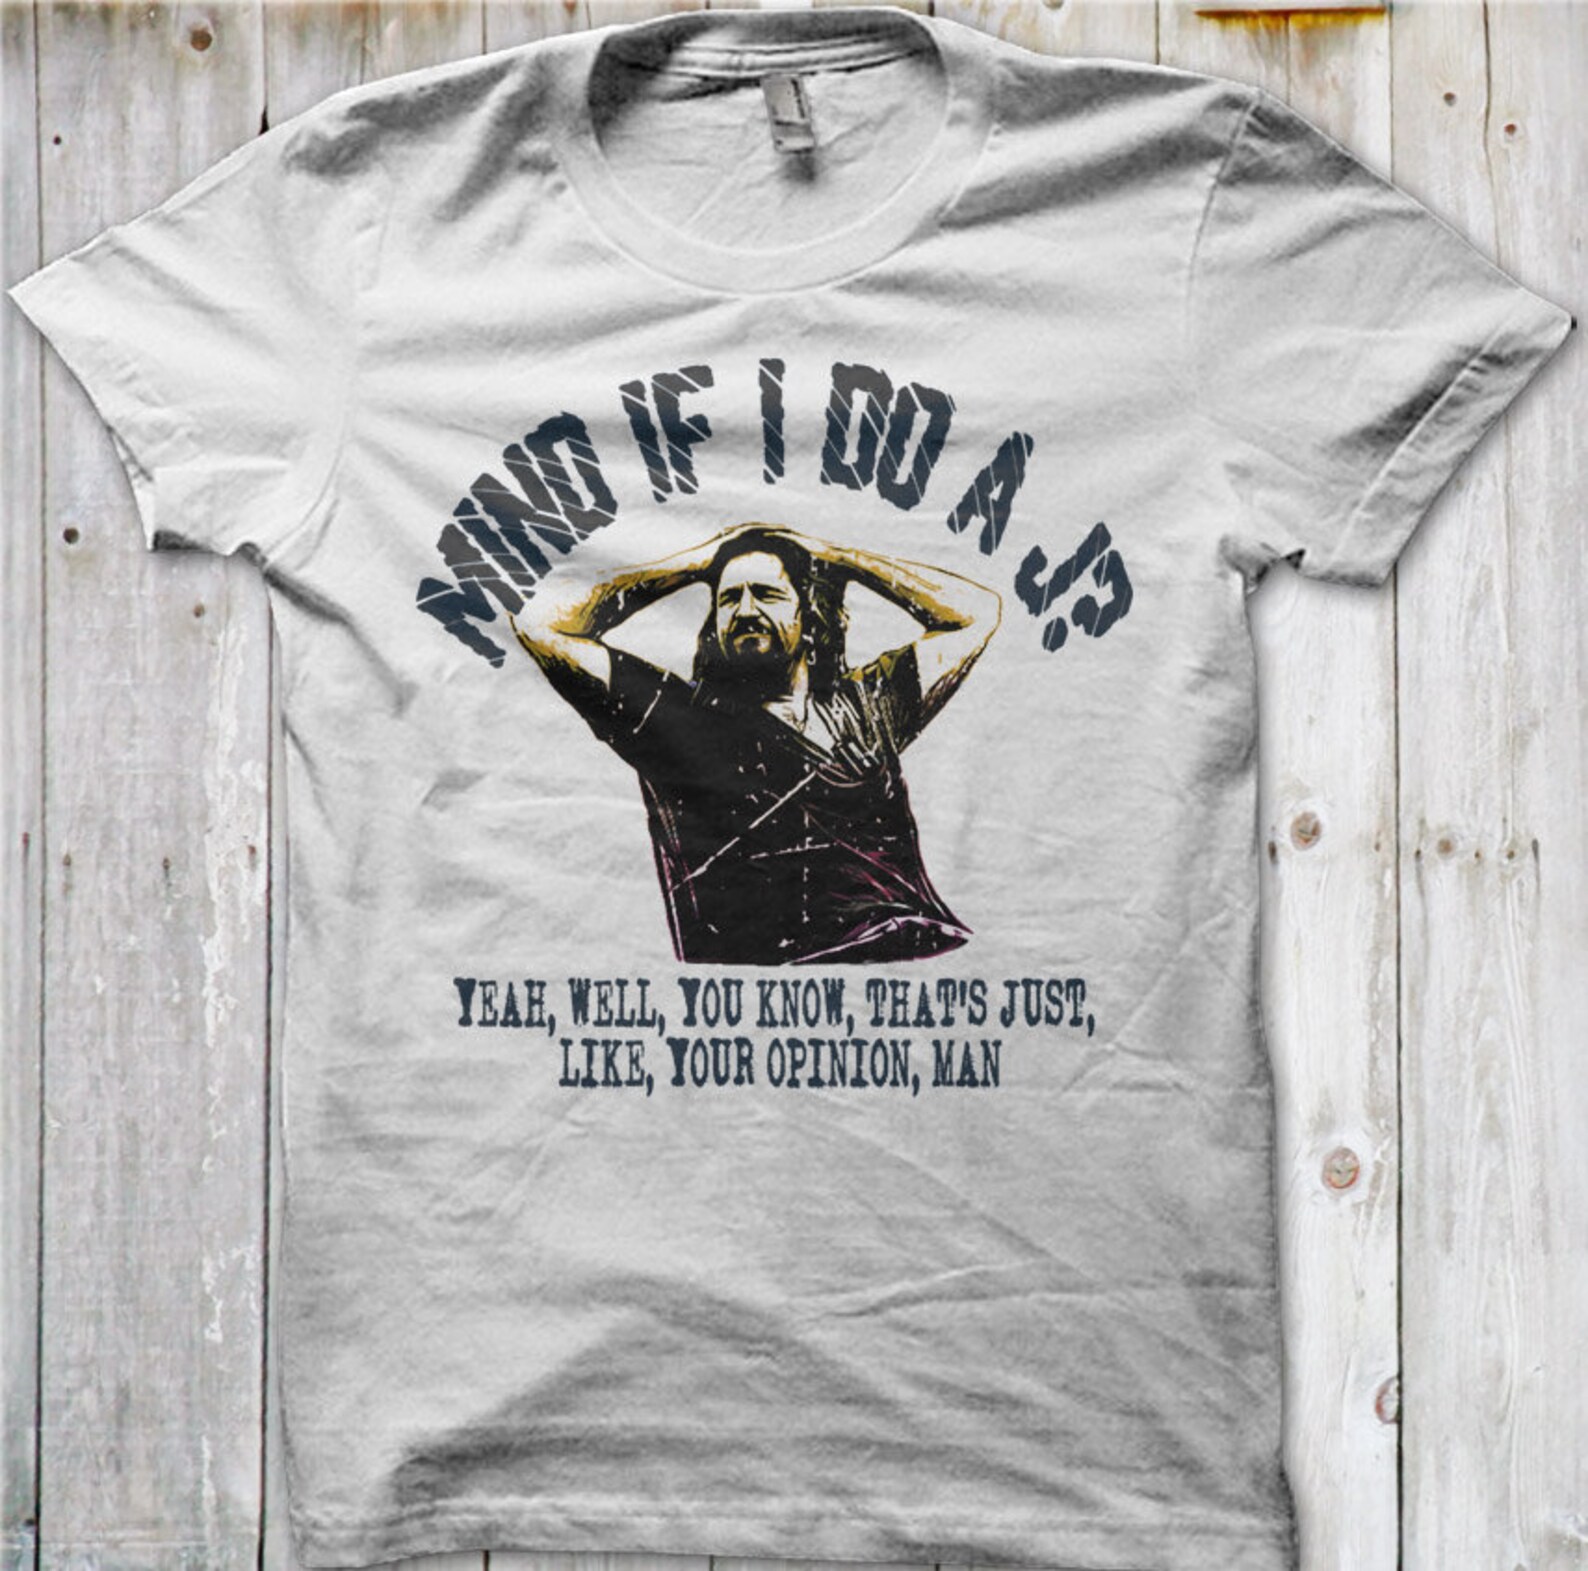 MIND IF I DO A J?
YEAH, WELL, YOU KNOW, THAT'S JUST,
LIKE, YOUR OPINION, MAN